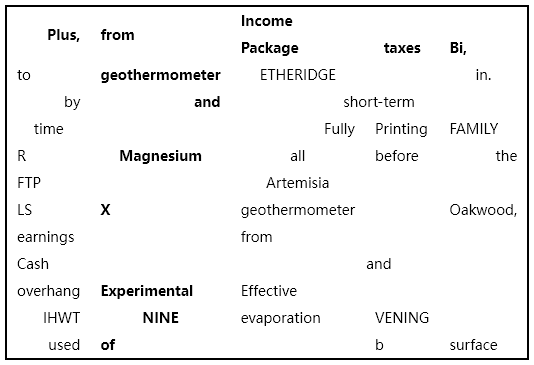 Plus, from Income Package taxes Bi,
to geothermometer ETHERIDGE in.
by and short-term
time Fully Printing FAMILY
R Magnesium all before the
FTP Artemisia
LS X geothermometer Oakwood,
earnings from
Cash and
overhang Experimental Effective
IHWT NINE evaporation VENING
used of b surface